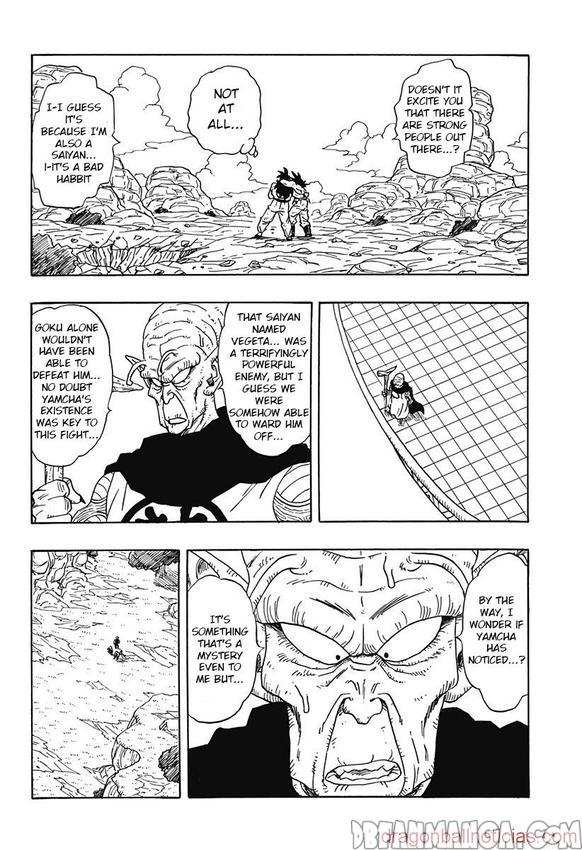 DOESN'T IT
EXCITE YOU
THAT THERE
ARE STRONG
PEOPLE OUT
THERE...?
NOT
AT
ALL...
I-I GUESS
IT'S
BECAUSE I'M
ALSO A
SAIYAN...
I-IT'S A BAD
HABBIT
THAT SAIYAN
NAMED
VEGETA... WAS
A TERRIFYINGLY
POWERFUL
ENEMY, BUT I
GUESS WE
WERE
SOMEHOW ABLE
TO WARD HIM
OFF...
GOKU ALONE
WOULDN'T
HAVE BEEN
ABLE TO
DEFEAT HIM...
NO DOUBT
YAMCHA'S
EXISTENCE
WAS KEY TO
THIS FIGHT...
BY THE
WAY, I
WONDER IF
YAMCHA
HAS
NOTICED...?
IT'S
SOMETHING
THAT'S A
MYSTERY
EVEN TO
ME BUT...
DBFANMANGA.COM
dragonballnoticias.com